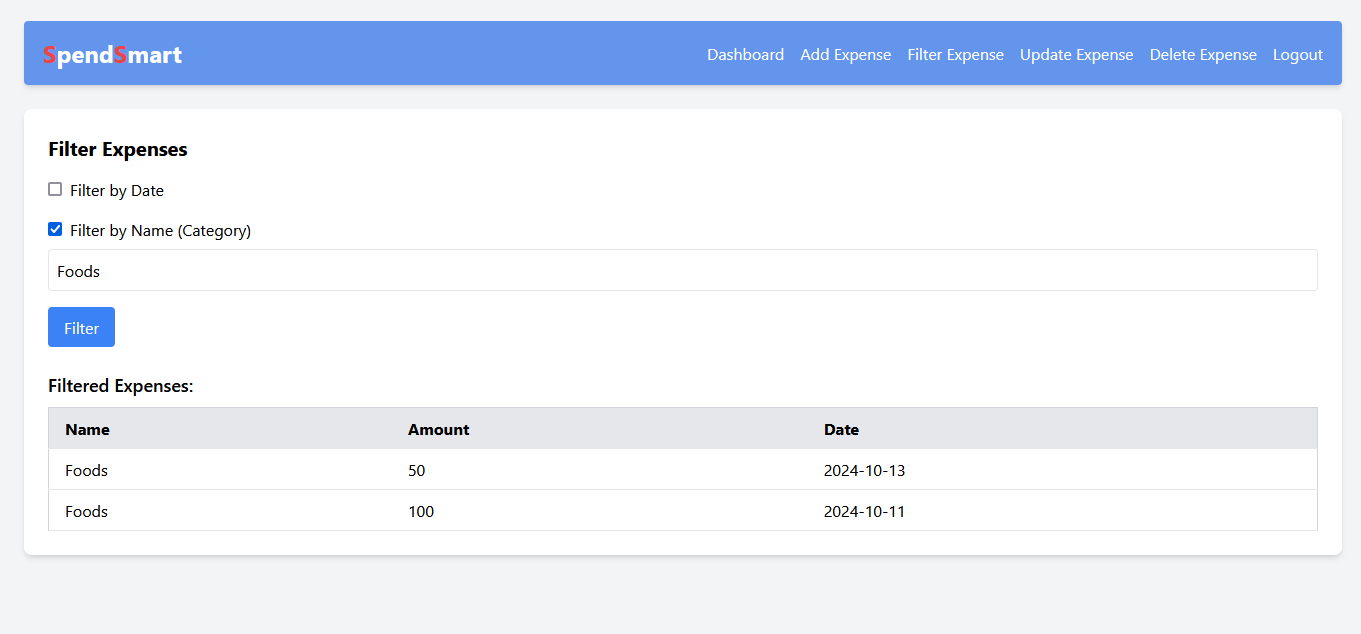 SpendSmart Dashboard Add Expense Filter Expense Update Expense Delete Expense Logout
Filter Expenses
Filter by Date
Filter by Name (Category)
Foods
Filter
Filtered Expenses:
Name Amount Date
Foods 50 2024-10-13
Foods 100 2024-10-11